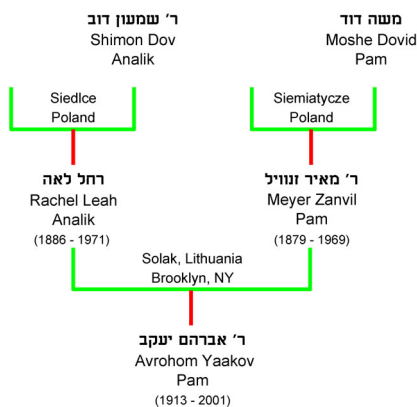 ר' שמעון דוב
Shimon Dov
Analik
משה דוד
Moshe Dovid
Pam
Siedlce
Poland
Siemiatycze
Poland
רחל לאה
Rachel Leah
Analik
(1886 - 1971)
ר' מאיר זנוויל
Meyer Zanvil
Pam
(1879 - 1969)
Solak, Lithuania
Brooklyn, NY
ר' אברהם יעקב
Avrohom Yaakov
Pam
(1913 - 2001)